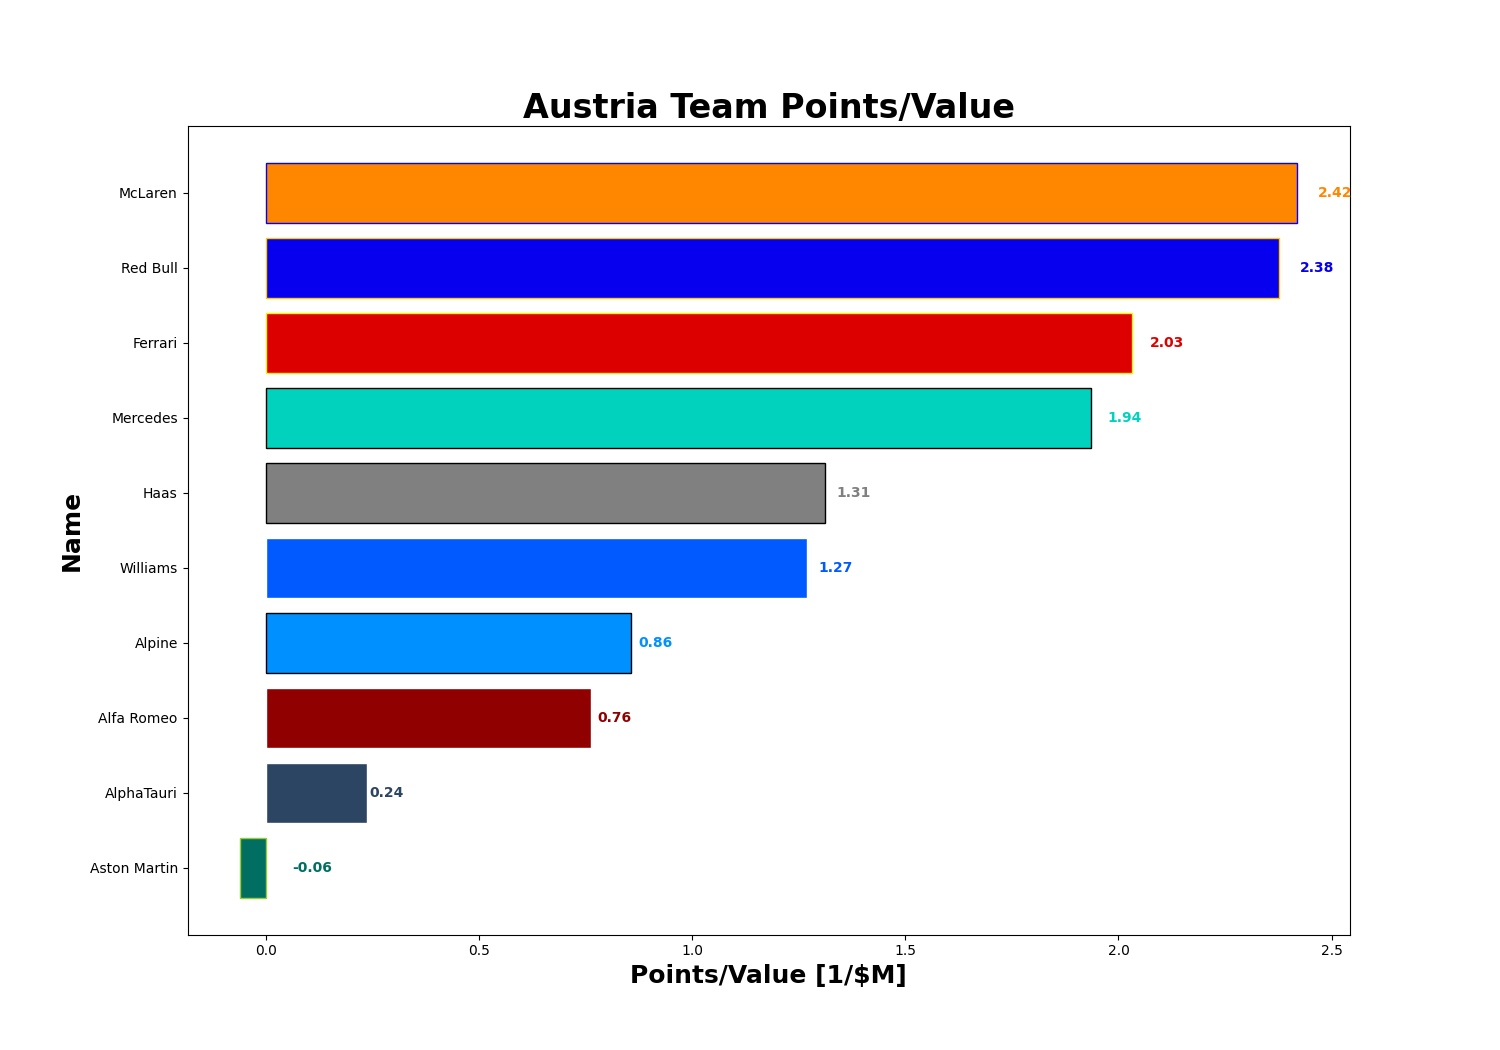 Austria Team Points/Value
McLaren 2.42
Red Bull 2.38
Ferrari 2.03
Mercedes 1.94
Haas 1.31
Williams 1.27
Alpine 0.86
Alfa Romeo 0.76
AlphaTauri 0.24
Aston Martin -0.06
Name
0.0 0.5 1.0 1.5 2.0 2.5
Points/Value [1/$M]